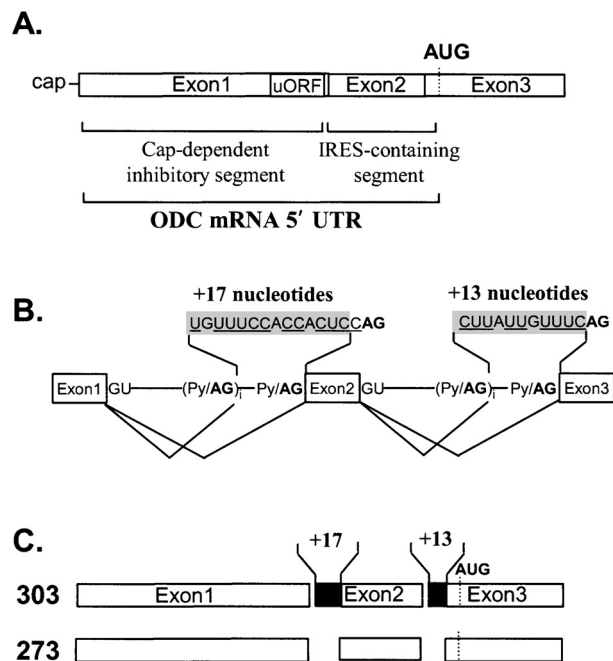 A.
AUG
cap Exon1 uORF Exon2 Exon3
Cap-dependent inhibitory segment
IRES-containing segment
ODC mRNA 5′ UTR
B.
+17 nucleotides +13 nucleotides
UGUUUCCACCACUCCAG CUUAUUGUUUCAG
Exon1 GU (Py/AG)i Py/AG Exon2 GU (Py/AG)i Py/AG Exon3
C.
+17 +13
AUG
303 Exon1 Exon2 Exon3
273